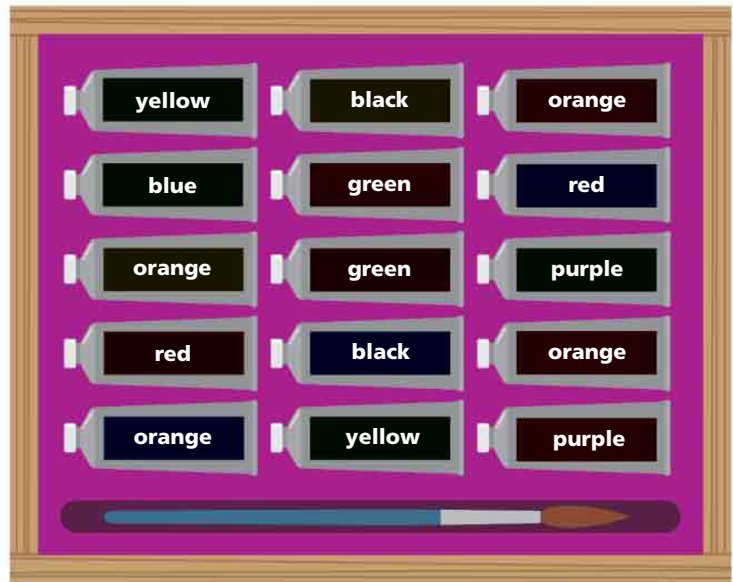 yellow black orange
blue green red
orange green purple
red black orange
orange yellow purple